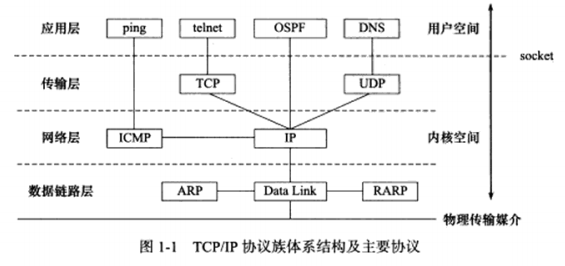 应用层 ping telnet OSPF DNS 用户空间
socket
传输层 TCP UDP
网络层 ICMP IP 内核空间
数据链路层 ARP Data Link RARP
物理传输媒介
图 1-1 TCP/IP 协议族体系结构及主要协议